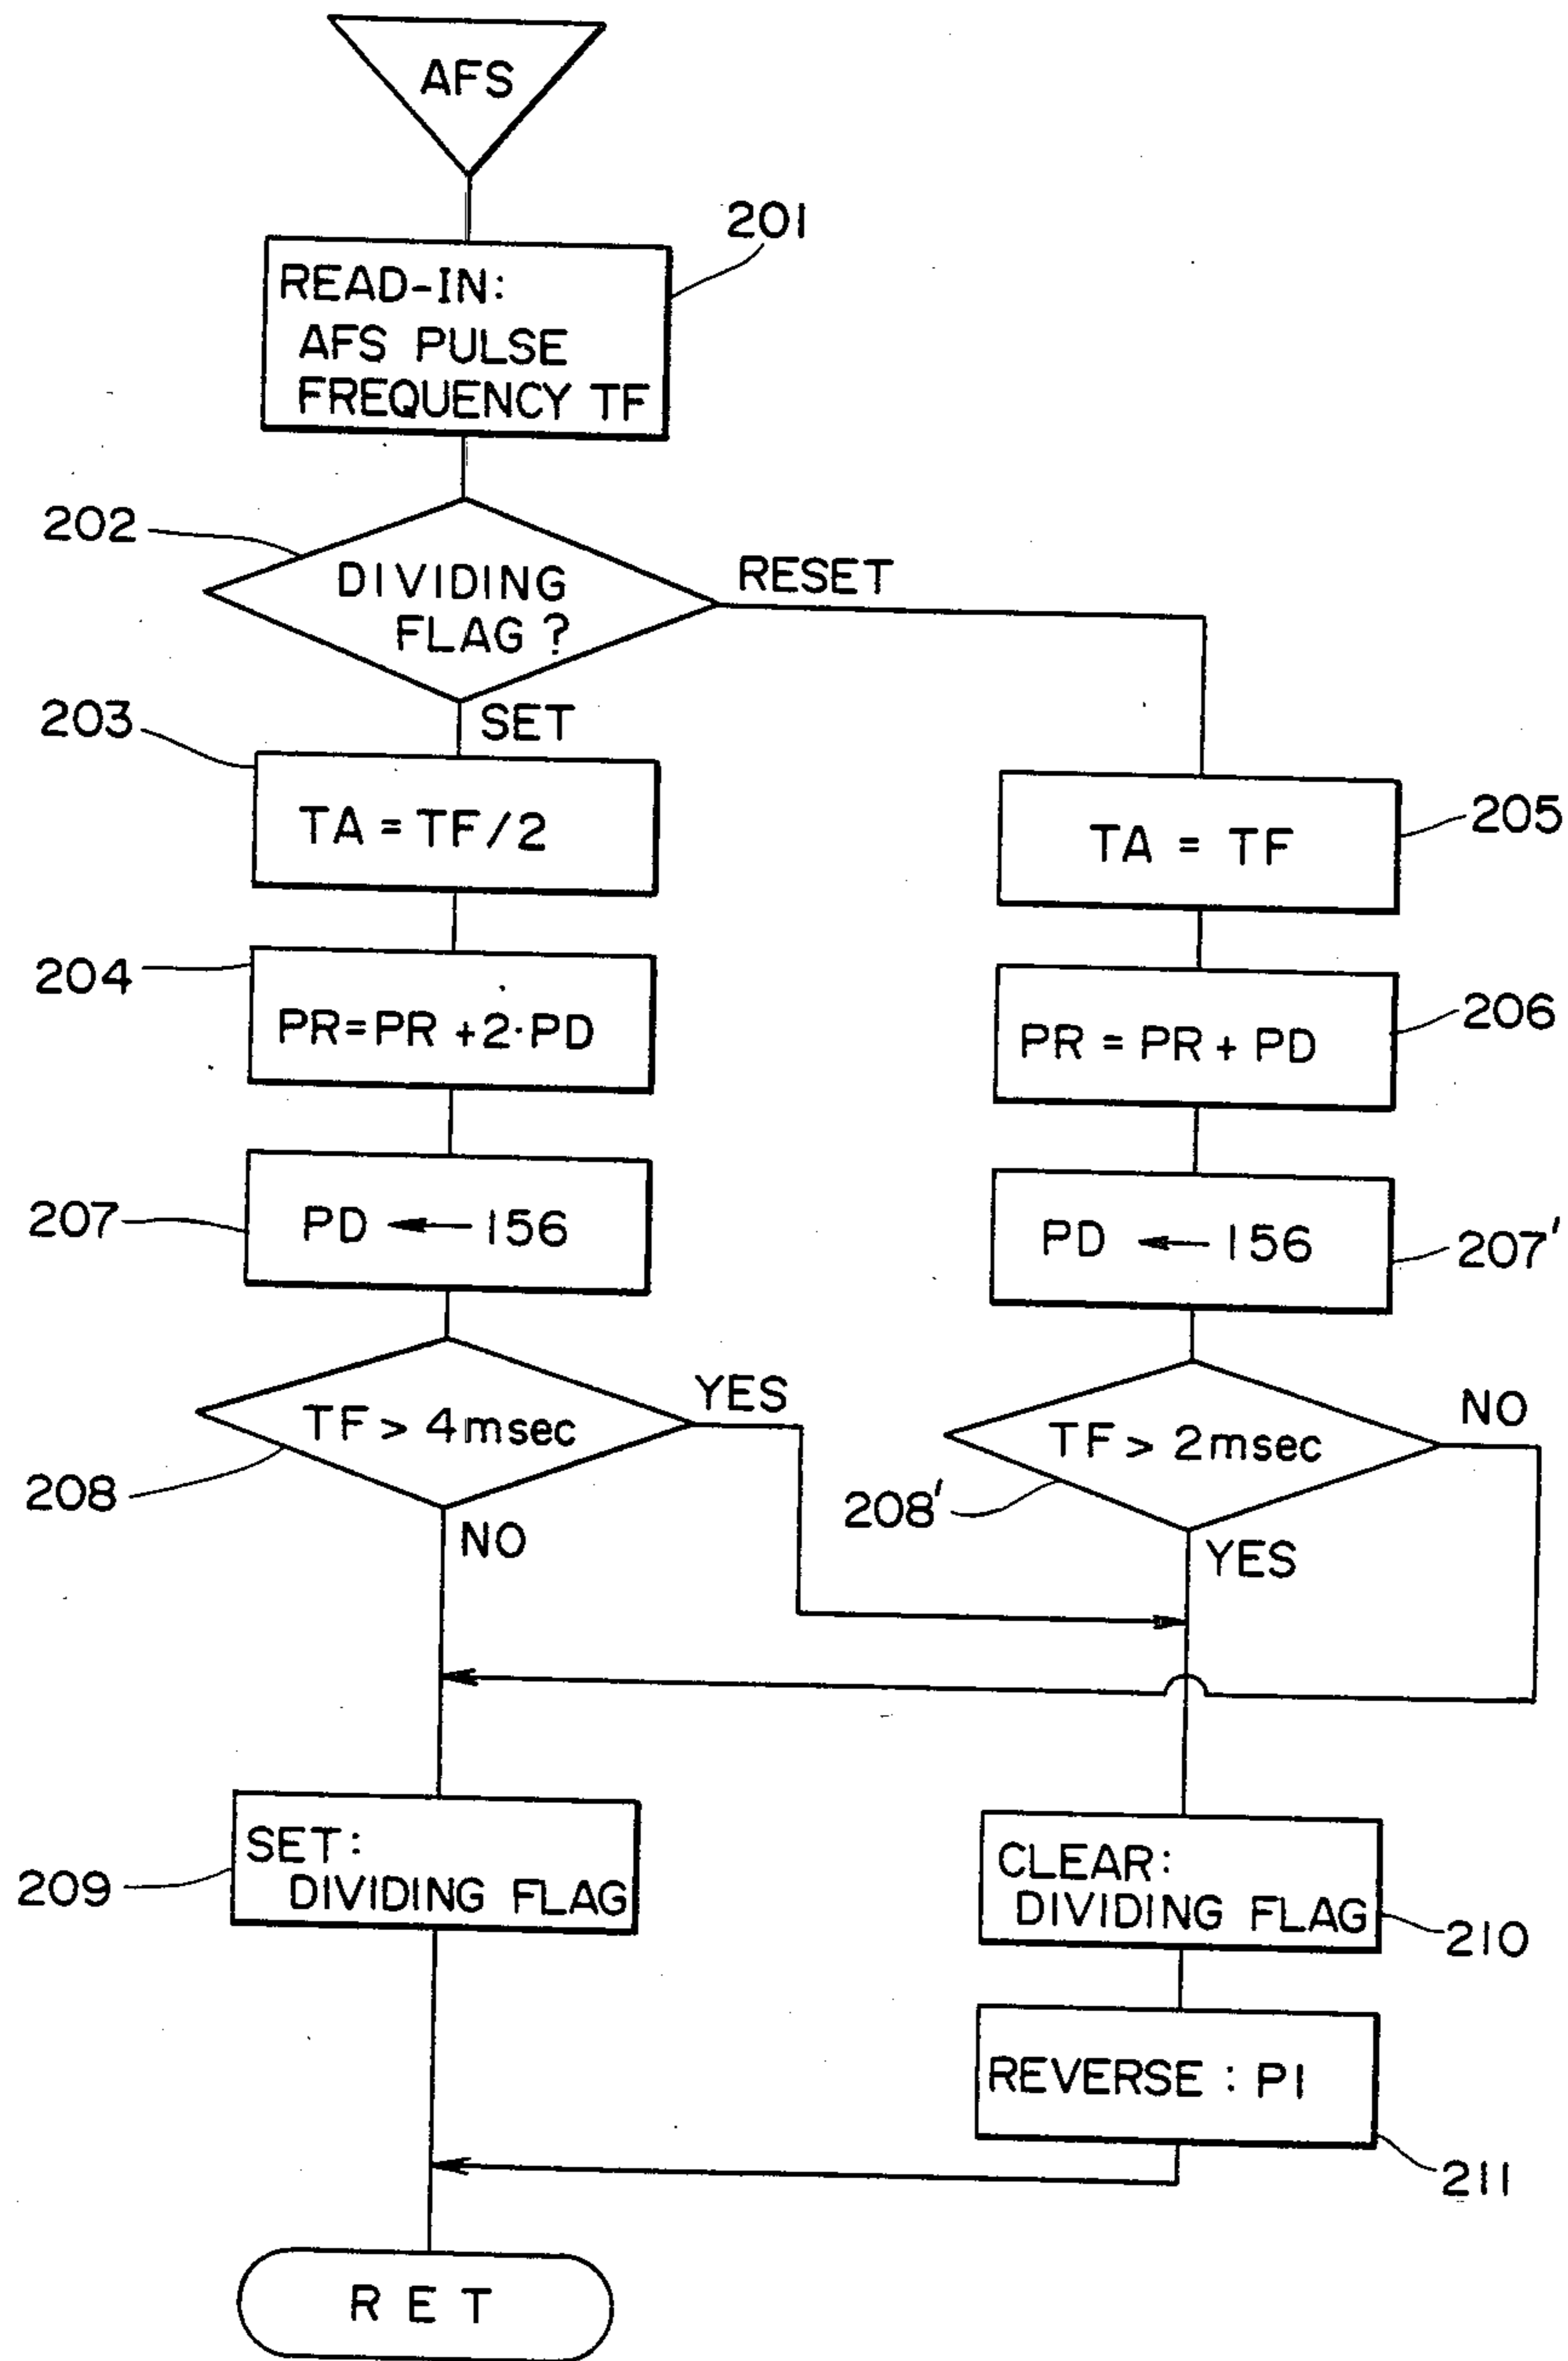 AFS
201
READ-IN:
AFS PULSE
FREQUENCY TF
202
DIVIDING
FLAG ?
RESET
SET
203
TA = TF/2
TA = TF
205
204
PR=PR +2·PD
PR = PR + PD
206
207
PD ← 156
PD ← 156
207'
TF > 4msec
YES
208
NO
TF > 2msec
NO
208'
YES
SET:
DIVIDING FLAG
209
CLEAR:
DIVIDING FLAG
210
REVERSE : P1
211
RET